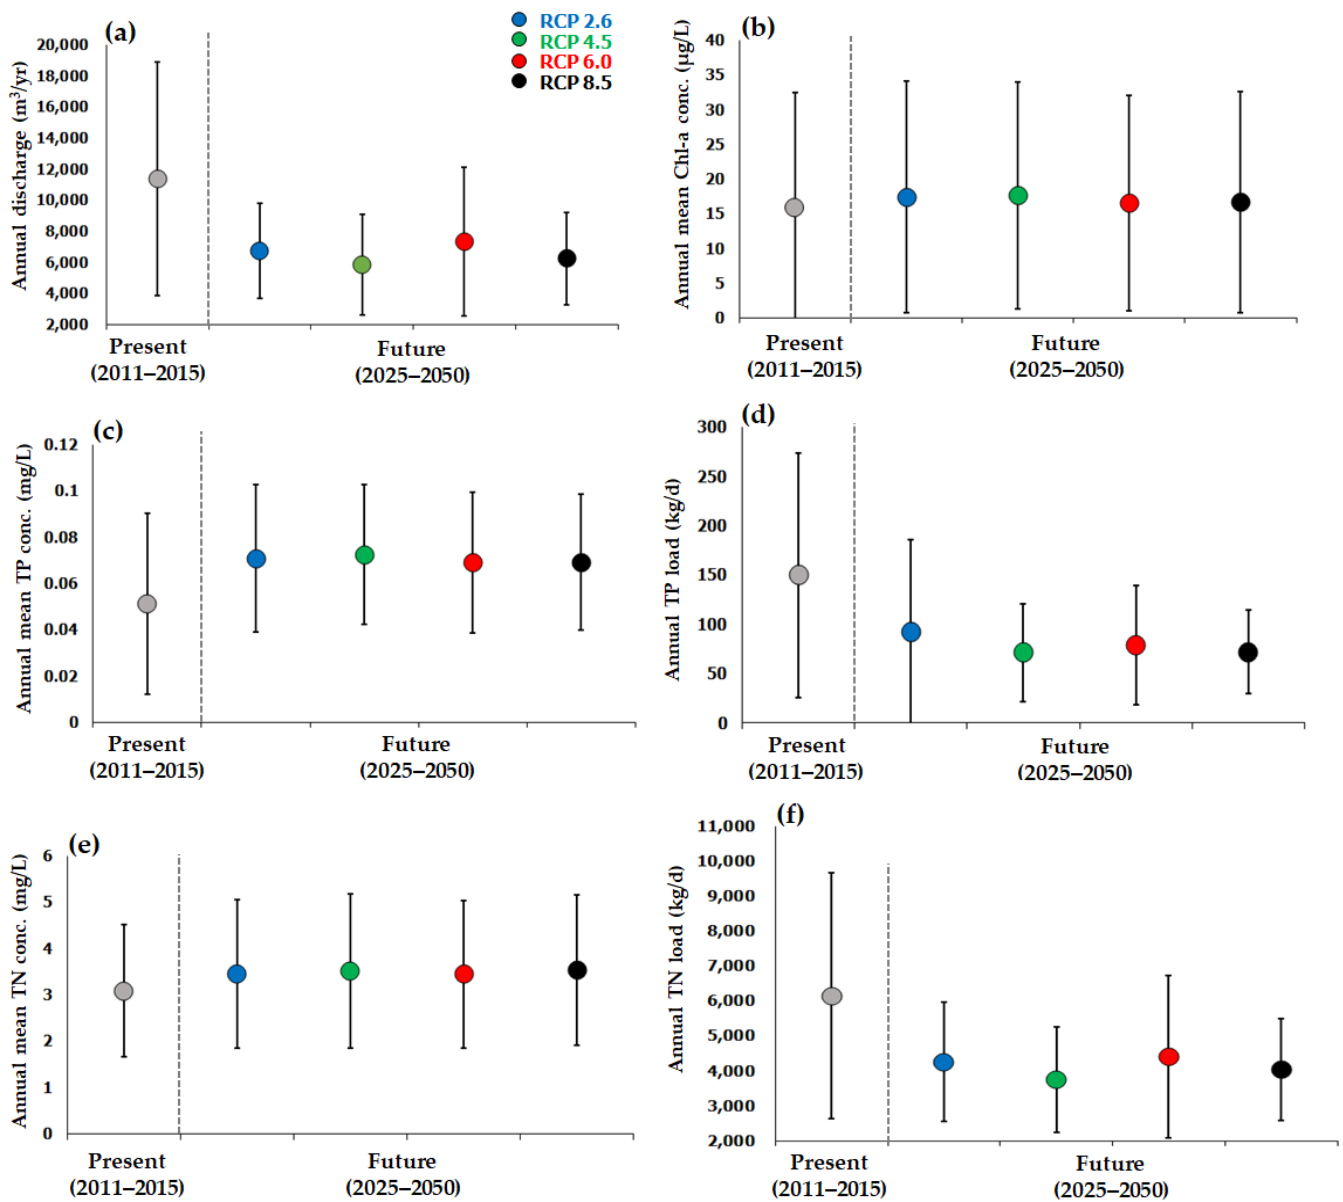 (a)
RCP 2.6
RCP 4.5
RCP 6.0
RCP 8.5
Annual discharge (m³/yr)
20,000
18,000
16,000
14,000
12,000
10,000
8,000
6,000
4,000
2,000
Present
(2011–2015)
Future
(2025–2050)
(b)
Annual mean Chl-a conc. (µg/L)
40
35
30
25
20
15
10
5
0
Present
(2011–2015)
Future
(2025–2050)
(c)
Annual mean TP conc. (mg/L)
0.12
0.1
0.08
0.06
0.04
0.02
0
Present
(2011–2015)
Future
(2025–2050)
(d)
Annual TP load (kg/d)
300
250
200
150
100
50
0
Present
(2011–2015)
Future
(2025–2050)
(e)
Annual mean TN conc. (mg/L)
6
5
4
3
2
1
0
Present
(2011–2015)
Future
(2025–2050)
(f)
Annual TN load (kg/d)
11,000
10,000
9,000
8,000
7,000
6,000
5,000
4,000
3,000
2,000
Present
(2011–2015)
Future
(2025–2050)